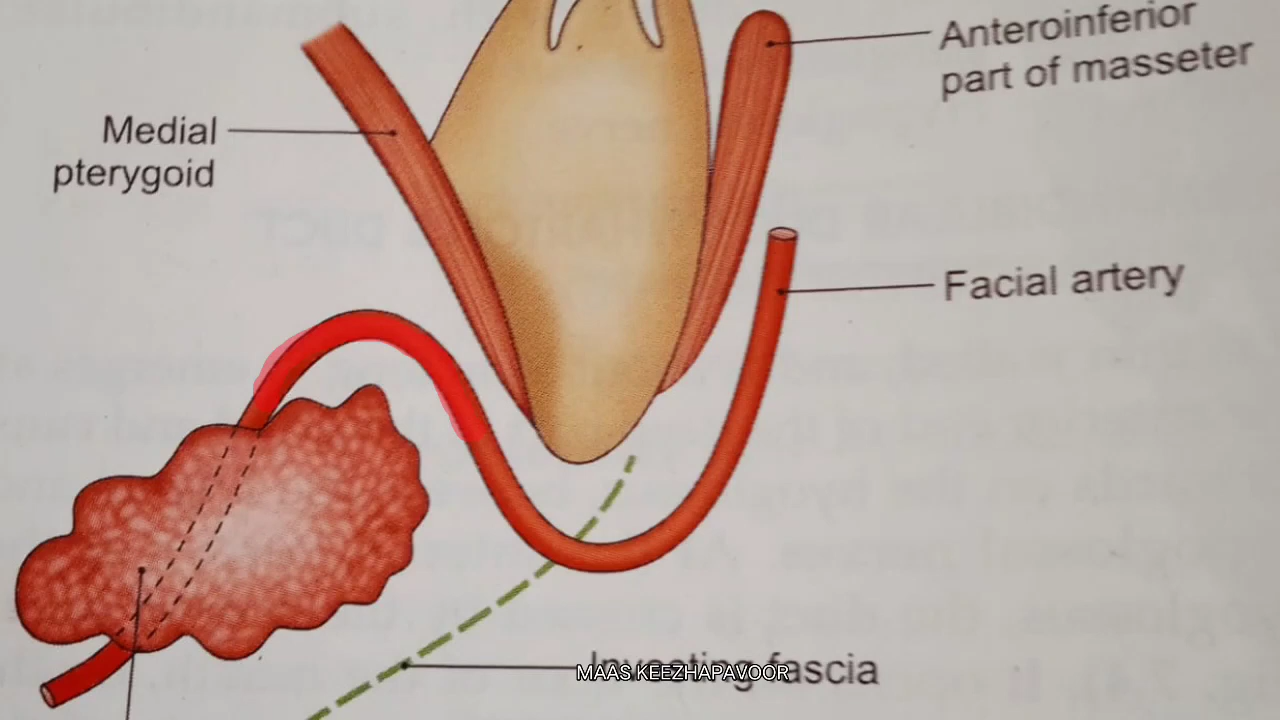 Anteroinferior
part of masseter
Medial
pterygoid
Facial artery
Investing fascia
MAAS KEEZHAPAVOOR